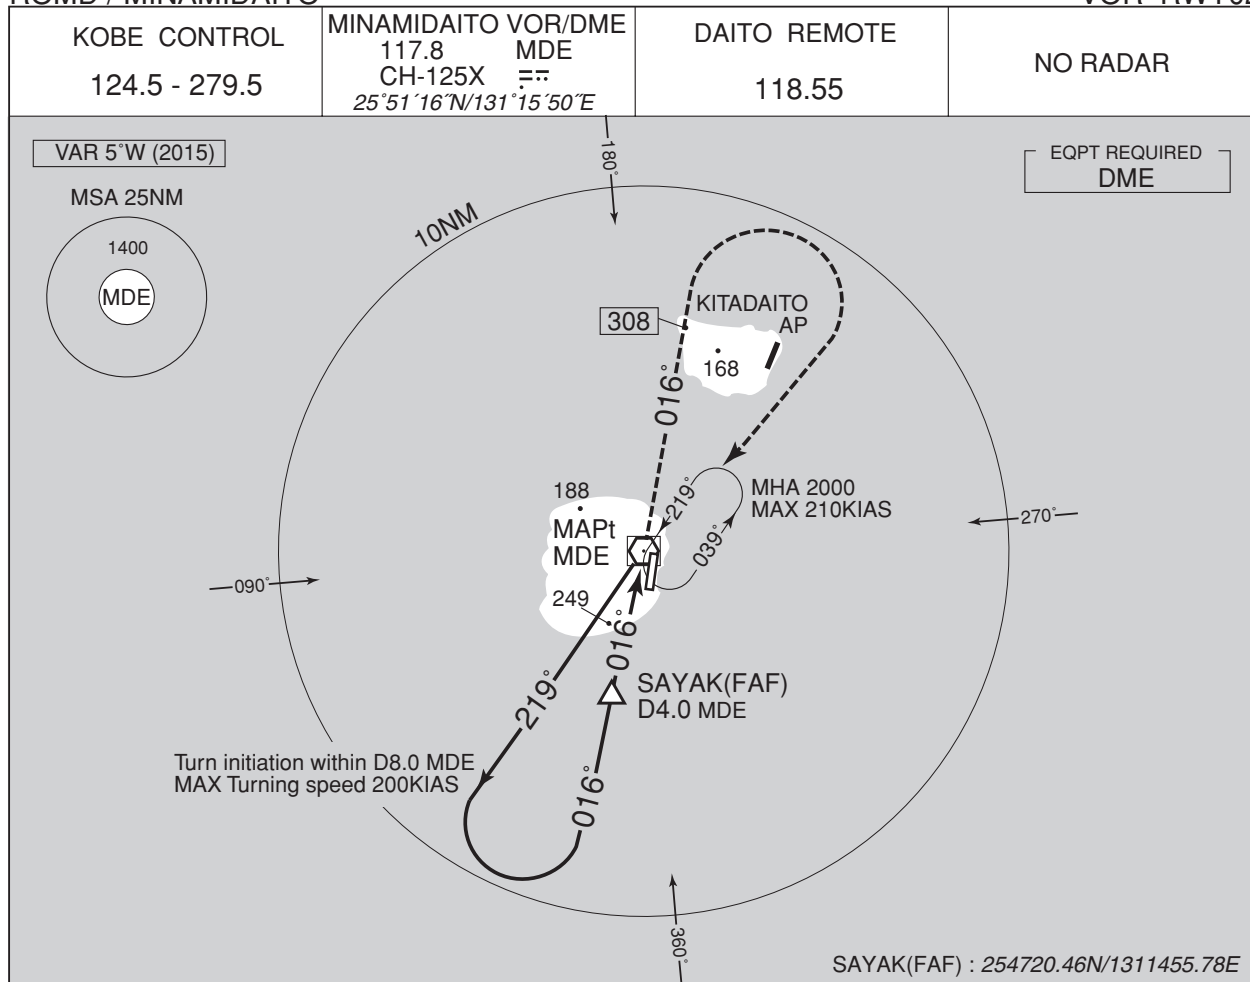 KOBE CONTROL
124.5 - 279.5
MINAMIDAITO VOR/DME
117.8 MDE
CH-125X
25°51´16˝N/131°15´50˝E
DAITO REMOTE
118.55
NO RADAR
VAR 5°W (2015)
MSA 25NM
1400
MDE
EQPT REQUIRED
DME
180°
10NM
KITADAITO
AP
308
168
016°
219°
039°
MHA 2000
MAX 210KIAS
270°
188
MAPt
MDE
090°
249
016°
SAYAK(FAF)
D4.0 MDE
219°
Turn initiation within D8.0 MDE
MAX Turning speed 200KIAS
016°
360°
SAYAK(FAF) : 254720.46N/1311455.78E